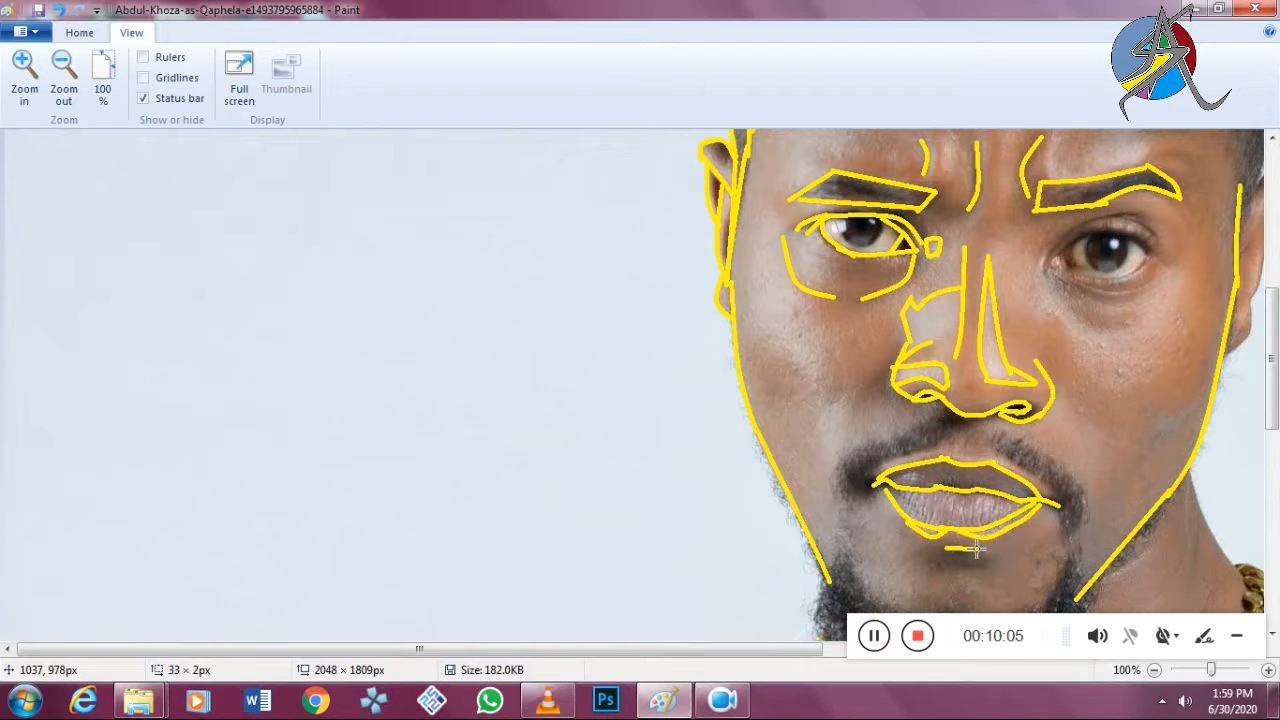 Abdul-Khoza-as-Qaphela-e1493795965884 - Paint
Home
View
Zoom in
Zoom out
100 %
Rulers
Gridlines
Status bar
Full screen
Thumbnail
Zoom
Show or hide
Display
00:10:05
1037, 978px
33 × 2px
2048 × 1809px
Size: 182.0KB
100%
W
Ps
1:59 PM
6/30/2020